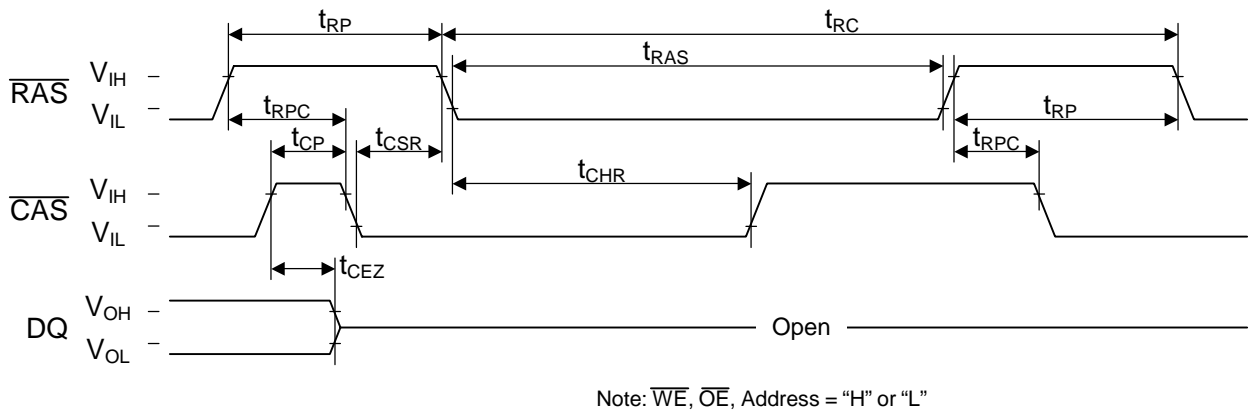 tRP
tRC
RAS
VIH
VIL
tRAS
tRP
tRPC
tCP
tCSR
tRPC
CAS
VIH
VIL
tCHR
tCEZ
DQ
VOH
VOL
Open
Note: WE, OE, Address = “H” or “L”